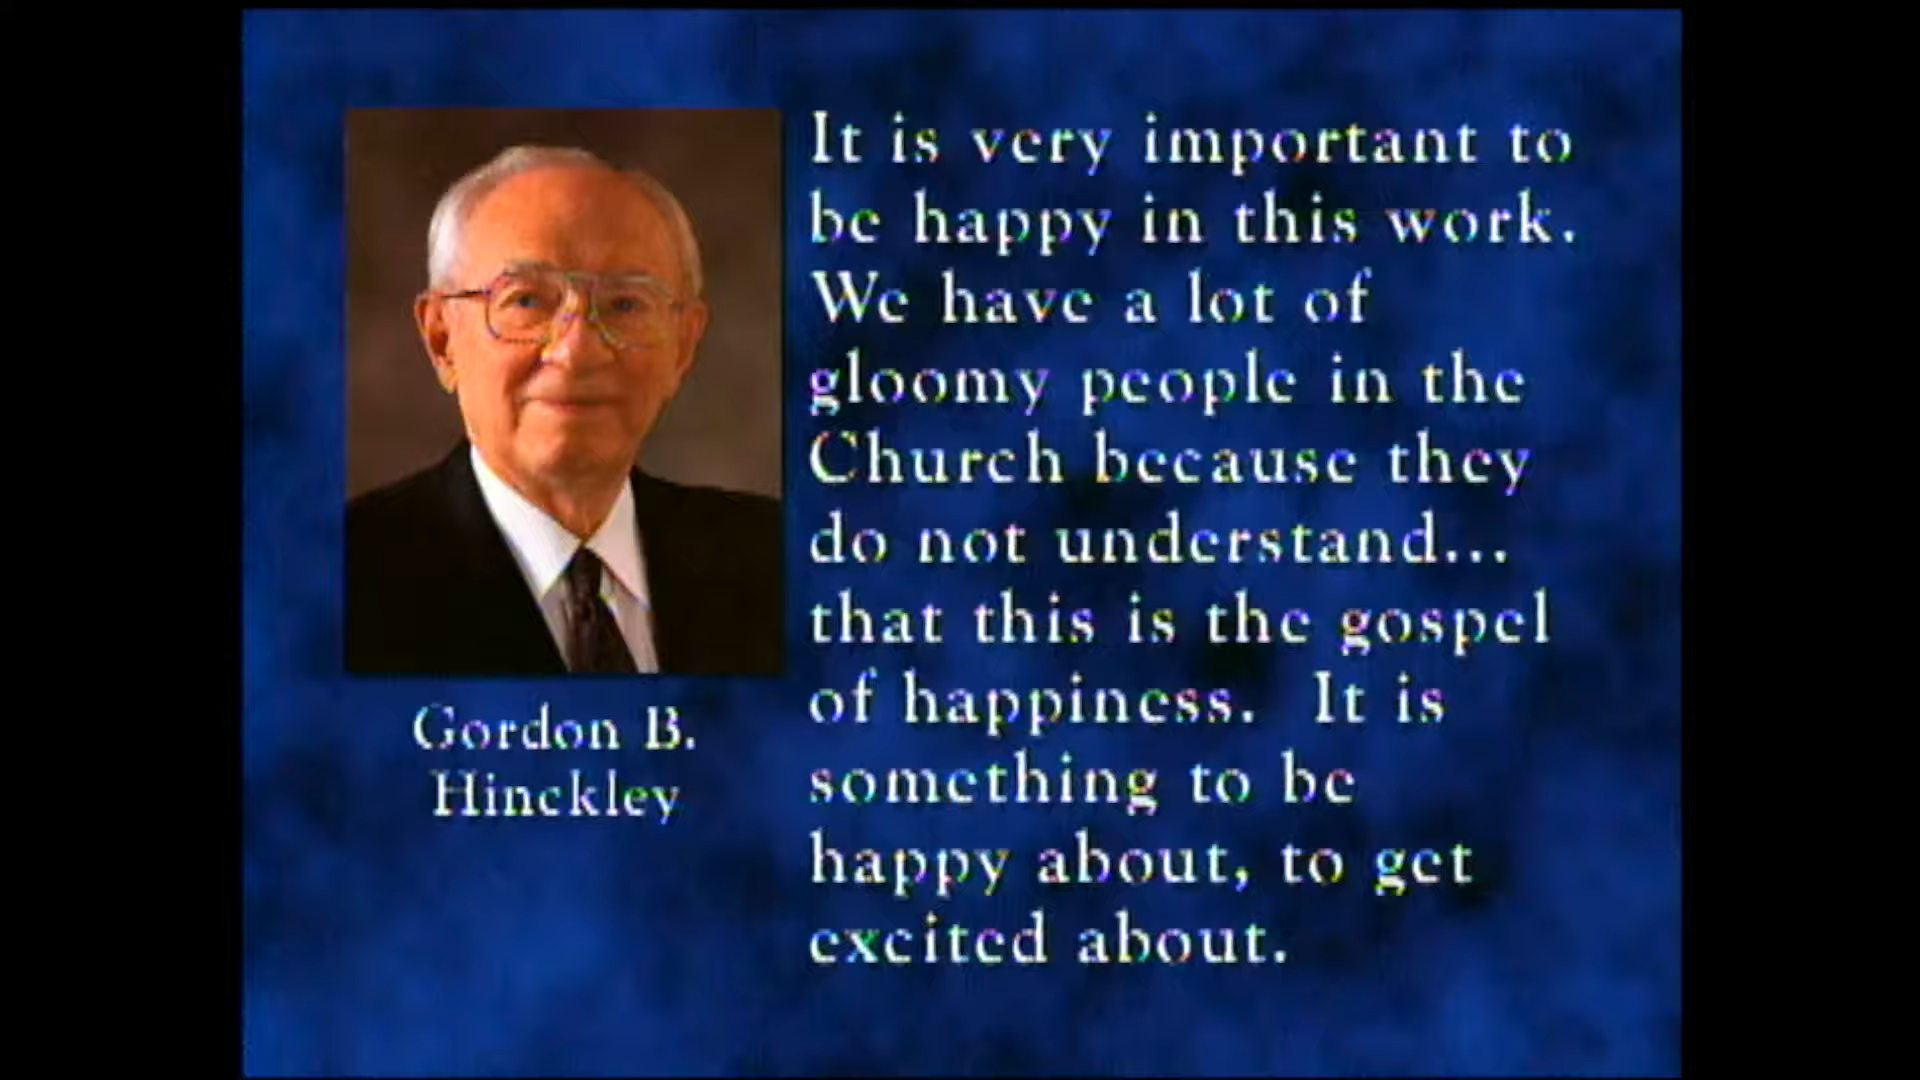 It is very important to
be happy in this work.
We have a lot of
gloomy people in the
Church because they
do not understand...
that this is the gospel
of happiness. It is
something to be
happy about, to get
excited about.
Gordon B.
Hinckley